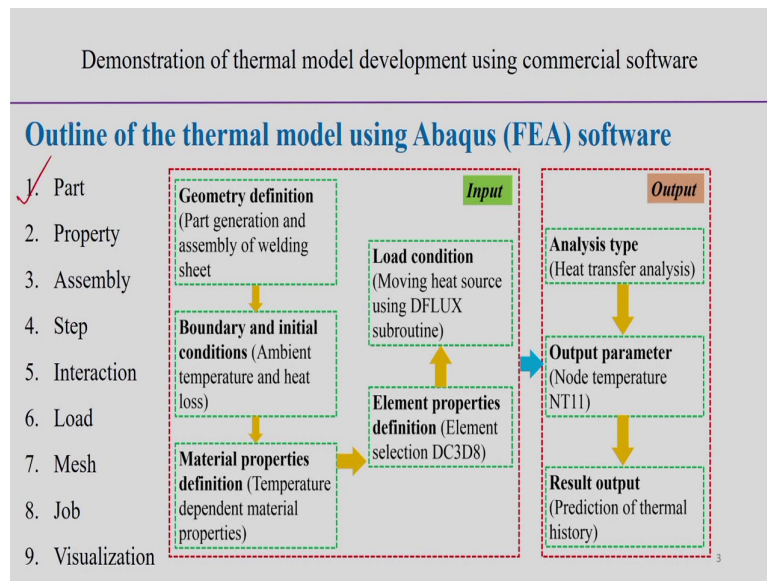 Demonstration of thermal model development using commercial software
Outline of the thermal model using Abaqus (FEA) software
1. Part
2. Property
3. Assembly
4. Step
5. Interaction
6. Load
7. Mesh
8. Job
9. Visualization
Input
Geometry definition
(Part generation and
assembly of welding
sheet
Boundary and initial
conditions (Ambient
temperature and heat
loss)
Material properties
definition (Temperature
dependent material
properties)
Element properties
definition (Element
selection DC3D8)
Load condition
(Moving heat source
using DFLUX
subroutine)
Output
Analysis type
(Heat transfer analysis)
Output parameter
(Node temperature
NT11)
Result output
(Prediction of thermal
history)
3